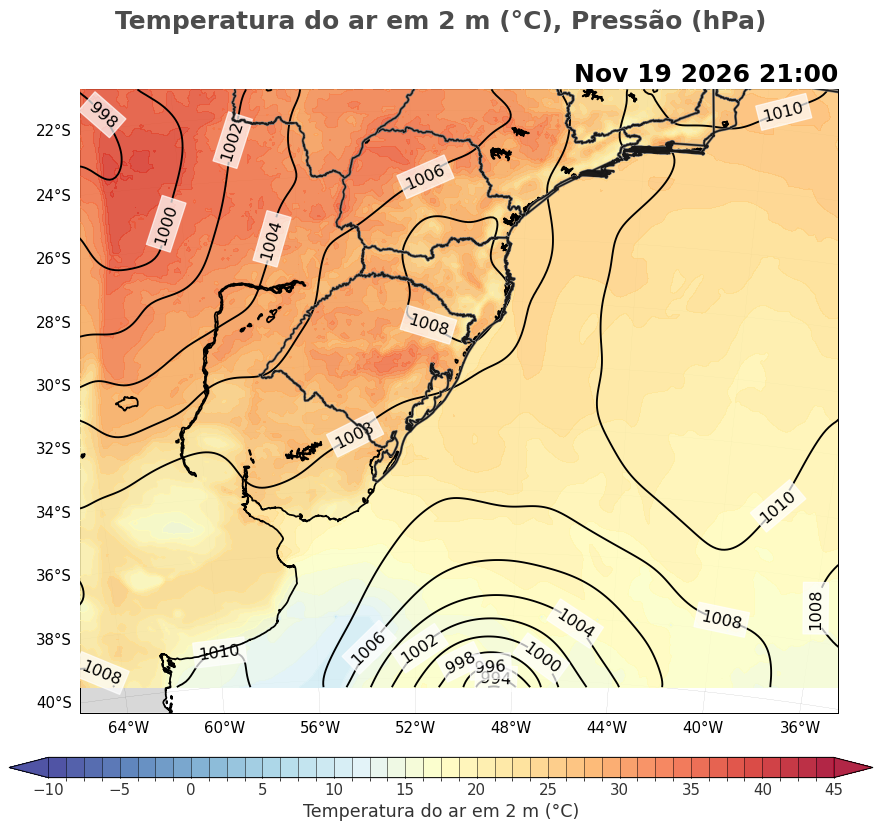 Temperatura do ar em 2 m (°C), Pressão (hPa)
Nov 19 2026 21:00
998
1002
1010
22°S
1006
24°S
1000
1004
26°S
28°S
1008
30°S
32°S
1008
34°S
1010
36°S
1008
1004
1008
38°S
1006
1002
1010
998
996
1000
1008
994
40°S
64°W 60°W 56°W 52°W 48°W 44°W 40°W 36°W
−10 −5 0 5 10 15 20 25 30 35 40 45
Temperatura do ar em 2 m (°C)